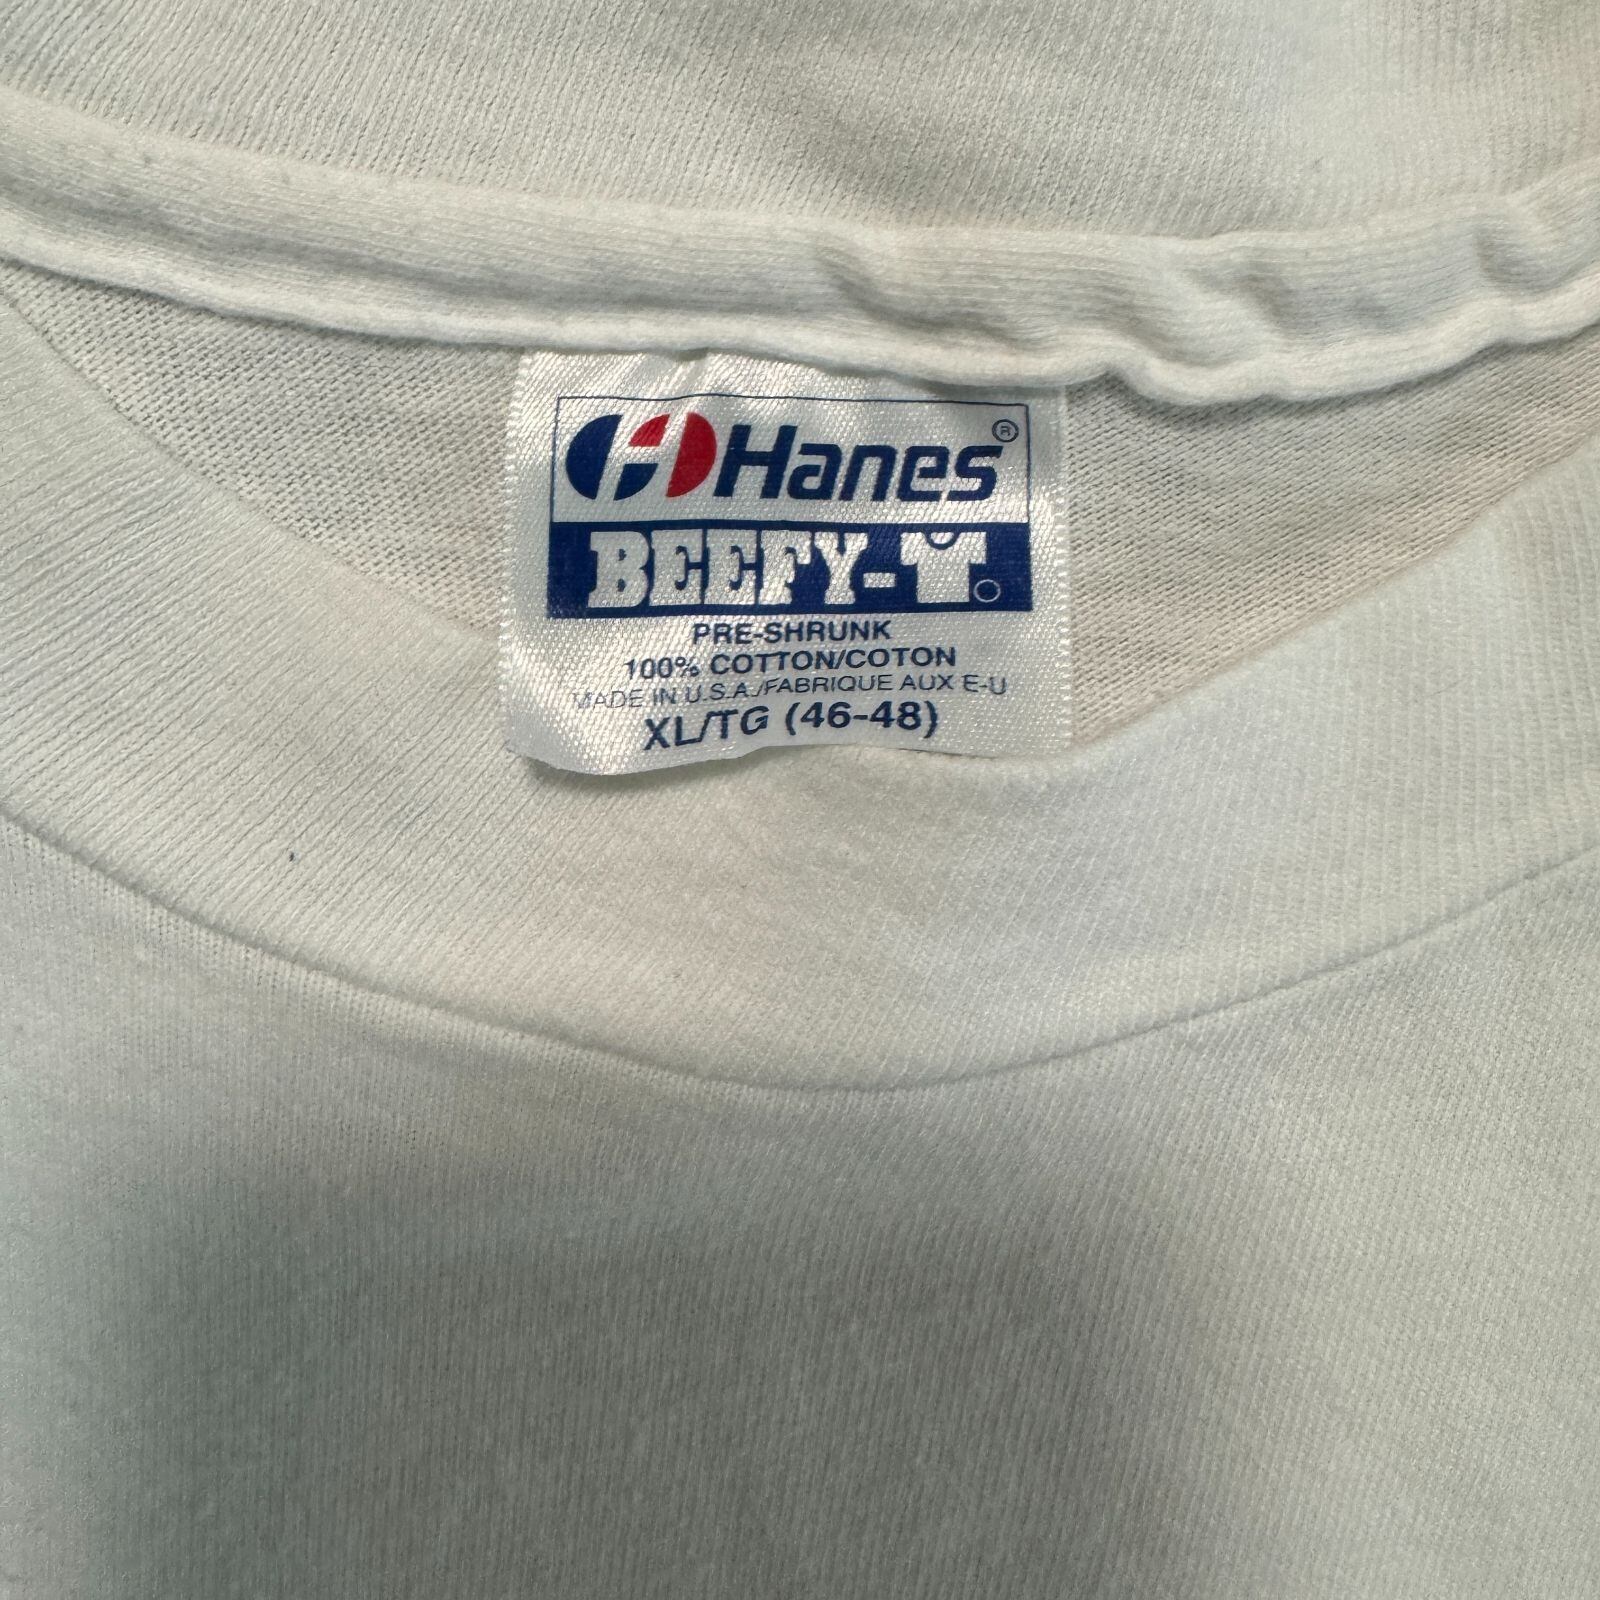 Hanes®
BEEFY-T
PRE-SHRUNK
100% COTTON/COTON
MADE IN U.S.A./FABRIQUE AUX E-U
XL/TG (46-48)